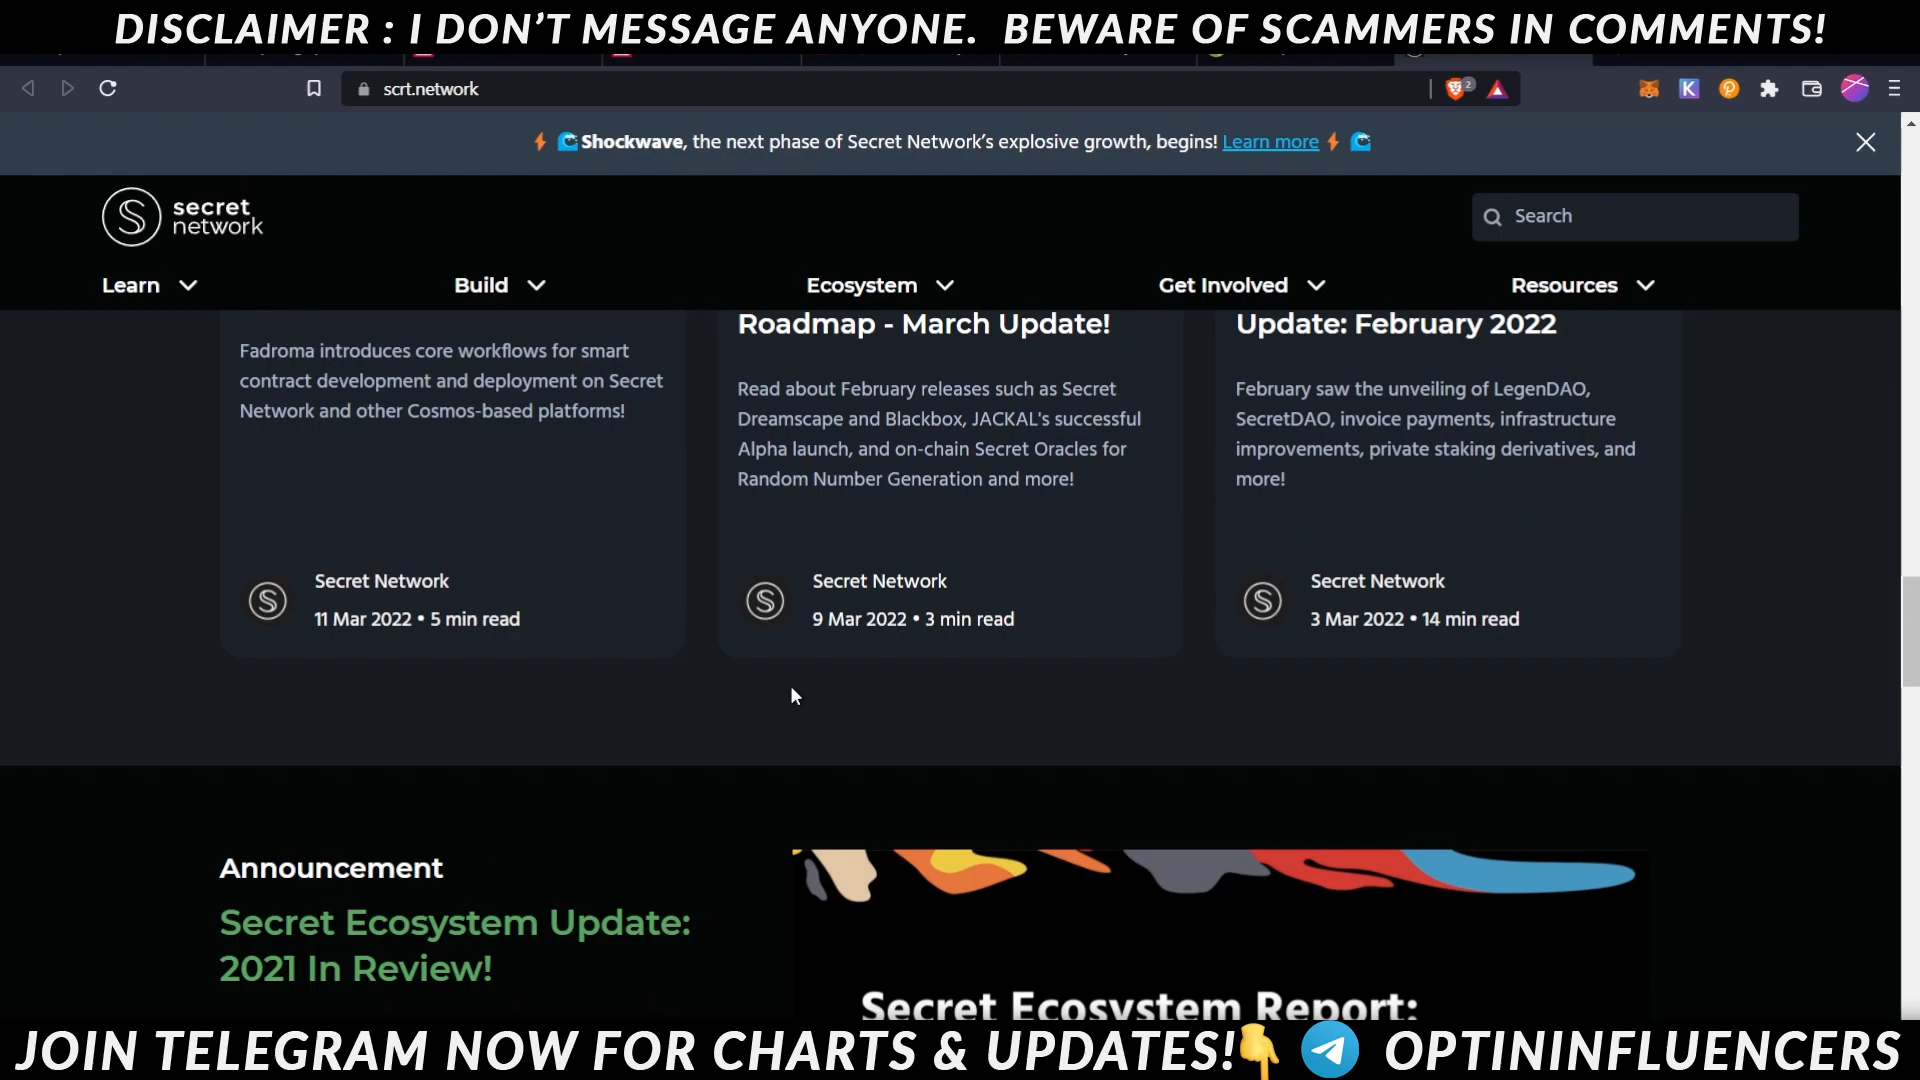 DISCLAIMER : I DON'T MESSAGE ANYONE. BEWARE OF SCAMMERS IN COMMENTS!
scrt.network
2
K
Shockwave, the next phase of Secret Network's explosive growth, begins! Learn more
secret
network
Search
Learn
Build
Ecosystem
Get Involved
Resources
Fadroma introduces core workflows for smart
contract development and deployment on Secret
Network and other Cosmos-based platforms!
Secret Network
11 Mar 2022 • 5 min read
Roadmap - March Update!
Read about February releases such as Secret
Dreamscape and Blackbox, JACKAL's successful
Alpha launch, and on-chain Secret Oracles for
Random Number Generation and more!
Secret Network
9 Mar 2022 • 3 min read
Update: February 2022
February saw the unveiling of LegenDAO,
SecretDAO, invoice payments, infrastructure
improvements, private staking derivatives, and
more!
Secret Network
3 Mar 2022 • 14 min read
Announcement
Secret Ecosystem Update:
2021 In Review!
Secret Ecosystem Report:
JOIN TELEGRAM NOW FOR CHARTS & UPDATES!👇 OPTININFLUENCERS